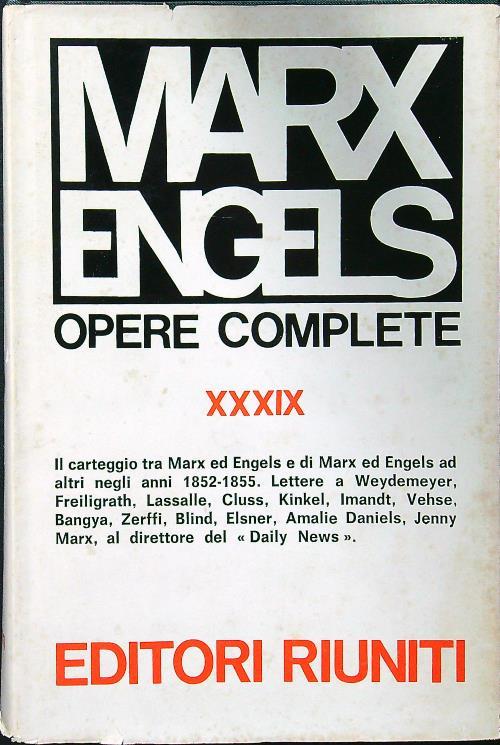 MARX
ENGELS
OPERE COMPLETE
XXXIX
Il carteggio tra Marx ed Engels e di Marx ed Engels ad
altri negli anni 1852-1855. Lettere a Weydemeyer,
Freiligrath, Lassalle, Cluss, Kinkel, Imandt, Vehse,
Bangya, Zerffi, Blind, Elsner, Amalie Daniels, Jenny
Marx, al direttore del « Daily News ».
EDITORI RIUNITI